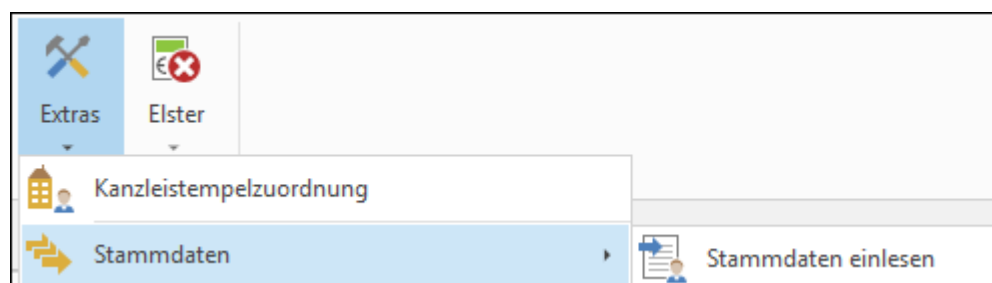 Extras Elster
Kanzleistempelzuordnung
Stammdaten Stammdaten einlesen